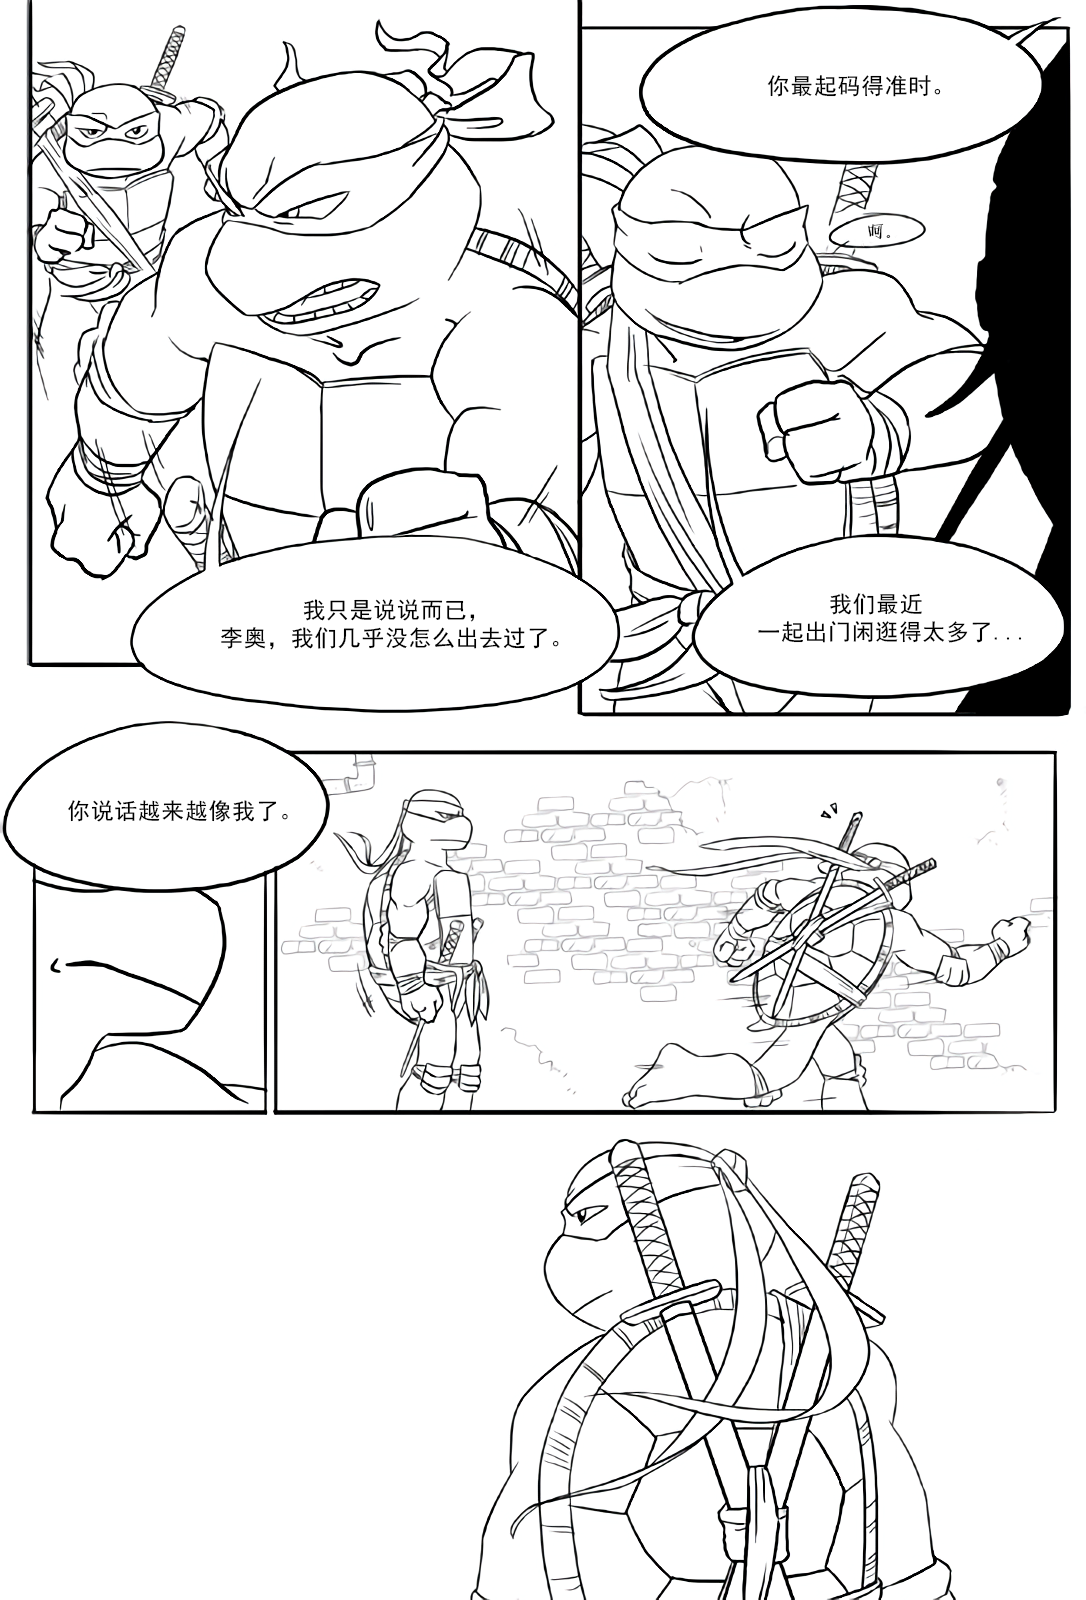 我只是说说而已，
李奥，我们几乎没怎么出去过了。
你最起码得准时。
呵。
我们最近
一起出门闲逛得太多了...
你说话越来越像我了。